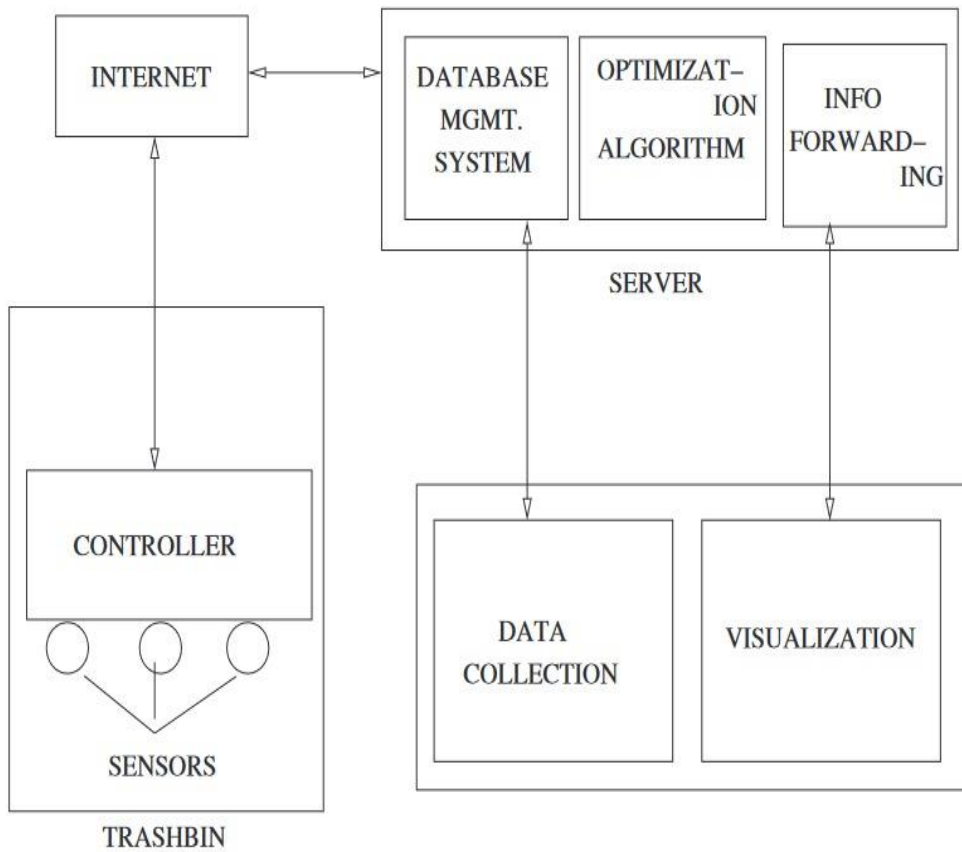 INTERNET
DATABASE
MGMT.
SYSTEM
OPTIMIZAT–
ION
ALGORITHM
INFO
FORWARD–
ING
SERVER
CONTROLLER
SENSORS
TRASHBIN
DATA
COLLECTION
VISUALIZATION